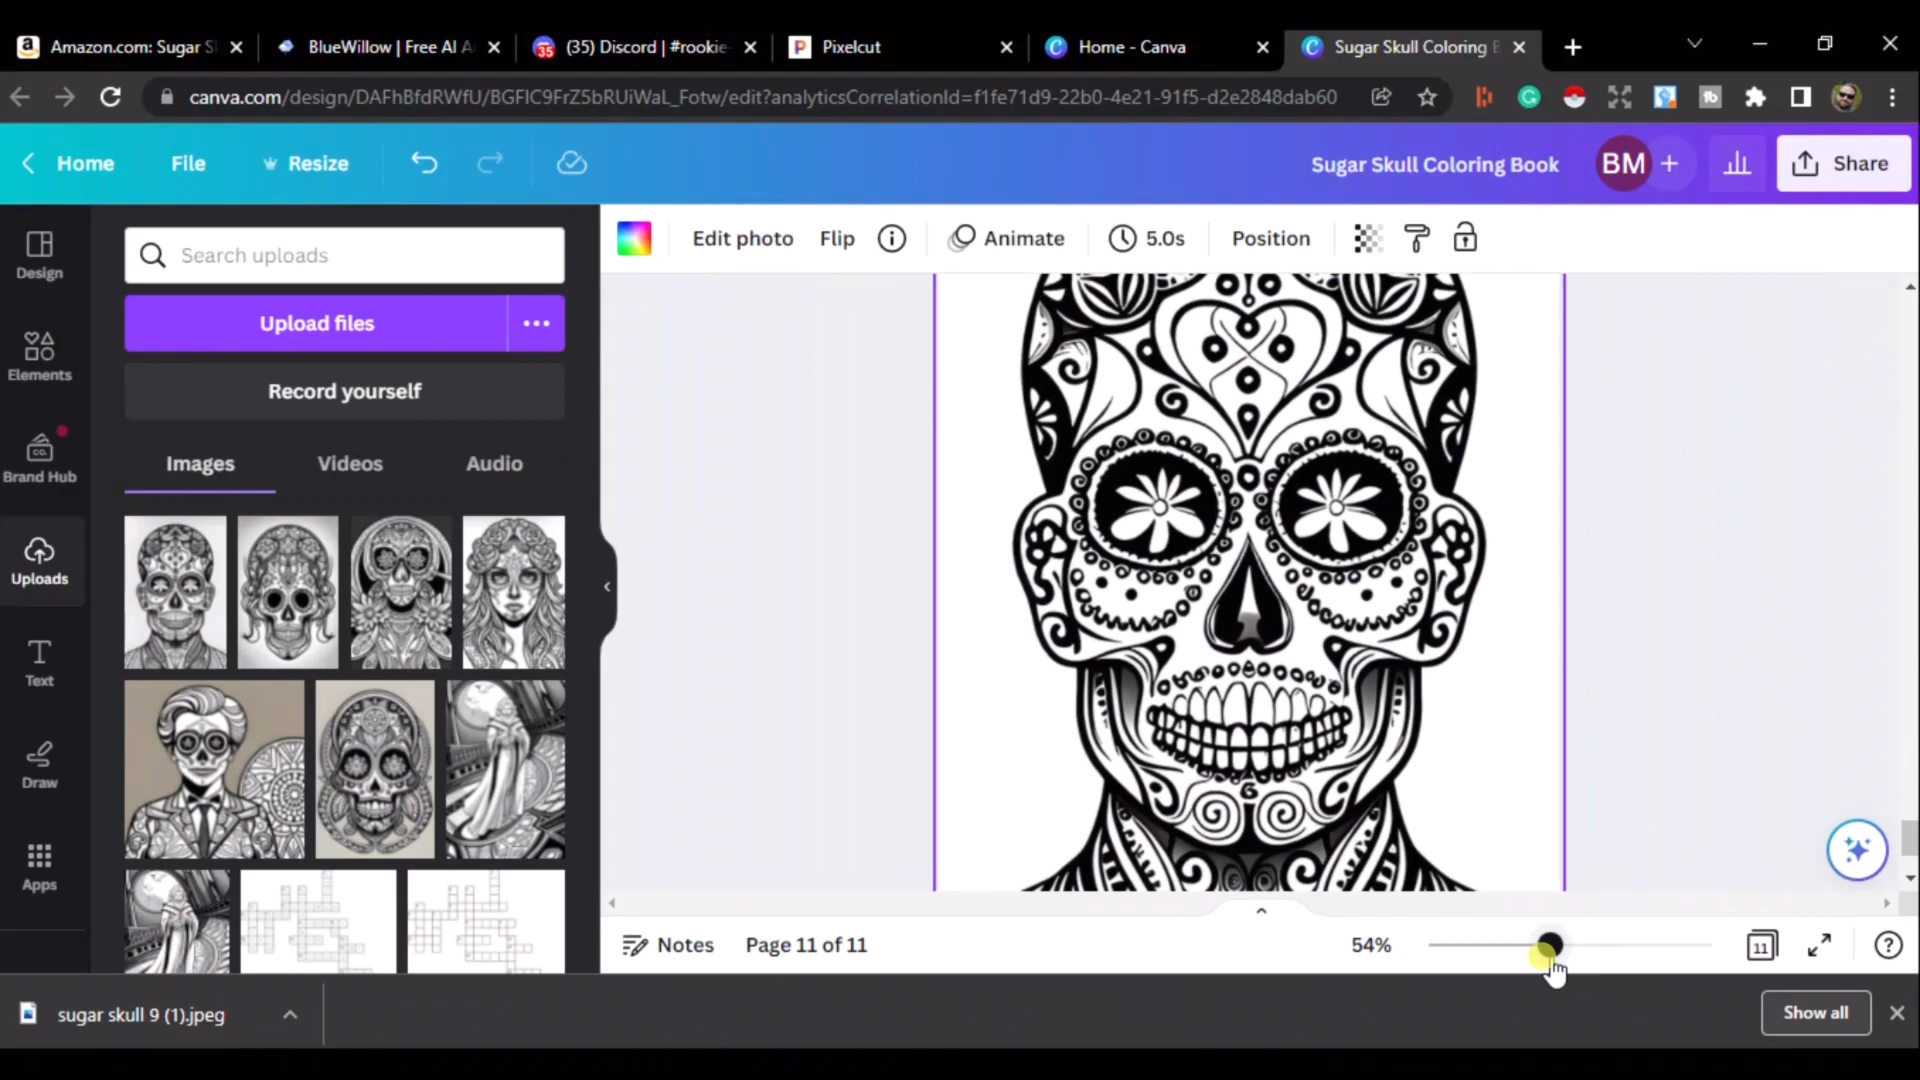 Amazon.com: Sugar S
BlueWillow | Free AI A
35
(35) Discord | #rookie-
P
Pixelcut
Home - Canva
Sugar Skull Coloring B
canva.com/design/DAFhBfdRWfU/BGFIC9FrZ5bRUiWaL_Fotw/edit?analyticsCorrelationId=f1fe71d9-22b0-4e21-91f5-d2e2848dab60
Home
File
Resize
Sugar Skull Coloring Book
BM
Share
Design
Elements
Brand Hub
Uploads
Text
Draw
Apps
Search uploads
Upload files
Record yourself
Images
Videos
Audio
Edit photo
Flip
Animate
5.0s
Position
Notes
Page 11 of 11
54%
11
sugar skull 9 (1).jpeg
Show all